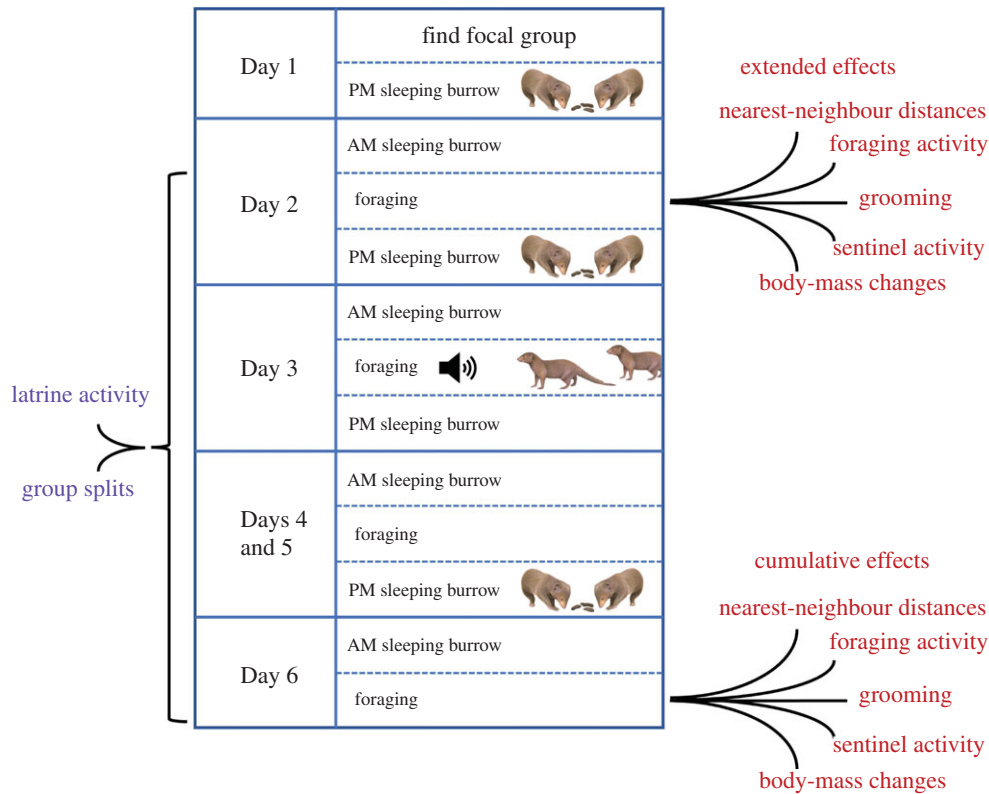 Day 1
find focal group
PM sleeping burrow
Day 2
AM sleeping burrow
foraging
PM sleeping burrow
Day 3
AM sleeping burrow
foraging
PM sleeping burrow
Days 4
and 5
AM sleeping burrow
foraging
PM sleeping burrow
Day 6
AM sleeping burrow
foraging
latrine activity
group splits
extended effects
nearest-neighbour distances
foraging activity
grooming
sentinel activity
body-mass changes
cumulative effects
nearest-neighbour distances
foraging activity
grooming
sentinel activity
body-mass changes